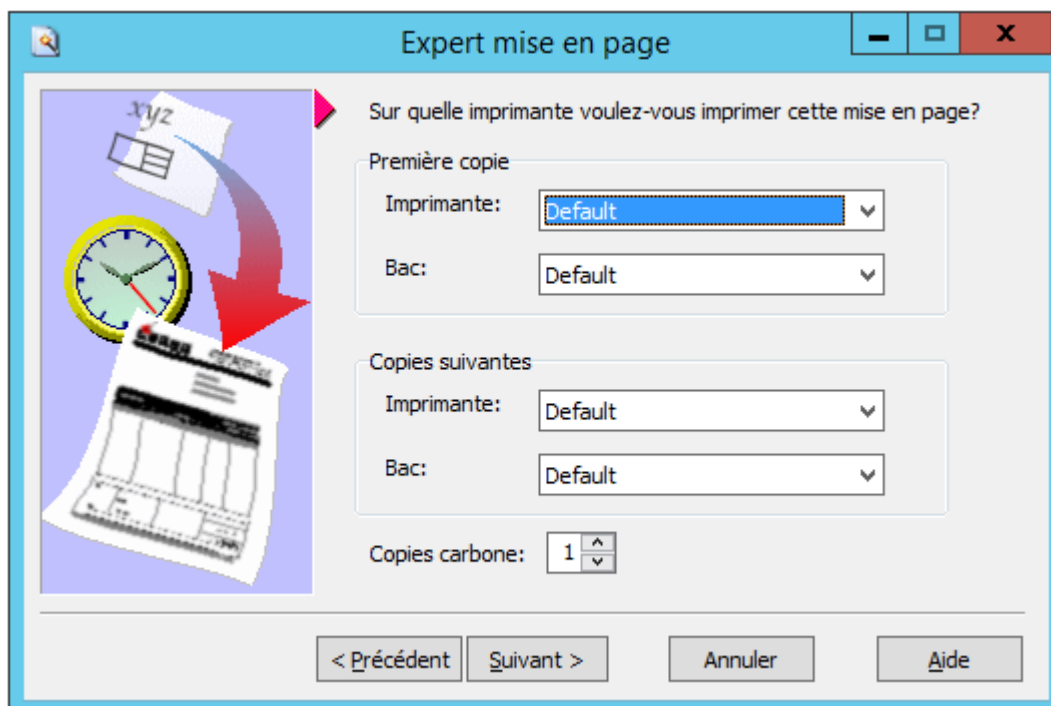 Expert mise en page
xyz
Sur quelle imprimante voulez-vous imprimer cette mise en page?
Première copie
Imprimante: Default
Bac: Default
Copies suivantes
Imprimante: Default
Bac: Default
Copies carbone: 1
< Précédent Suivant > Annuler Aide